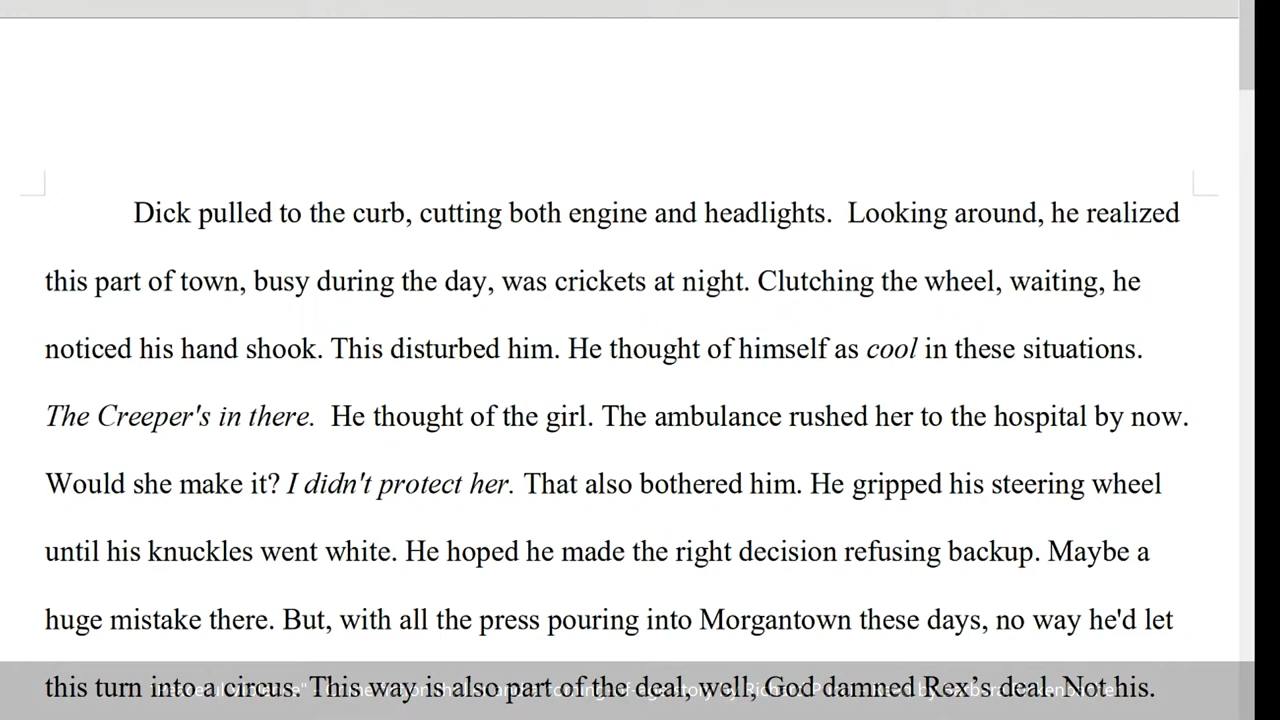 Dick pulled to the curb, cutting both engine and headlights.  Looking around, he realized
this part of town, busy during the day, was crickets at night. Clutching the wheel, waiting, he
noticed his hand shook. This disturbed him. He thought of himself as cool in these situations.
The Creeper's in there.  He thought of the girl. The ambulance rushed her to the hospital by now.
Would she make it? I didn't protect her. That also bothered him. He gripped his steering wheel
until his knuckles went white. He hoped he made the right decision refusing backup. Maybe a
huge mistake there. But, with all the press pouring into Morgantown these days, no way he'd let
this turn into a circus. This way is also part of the deal, well, God damned Rex’s deal. Not his.